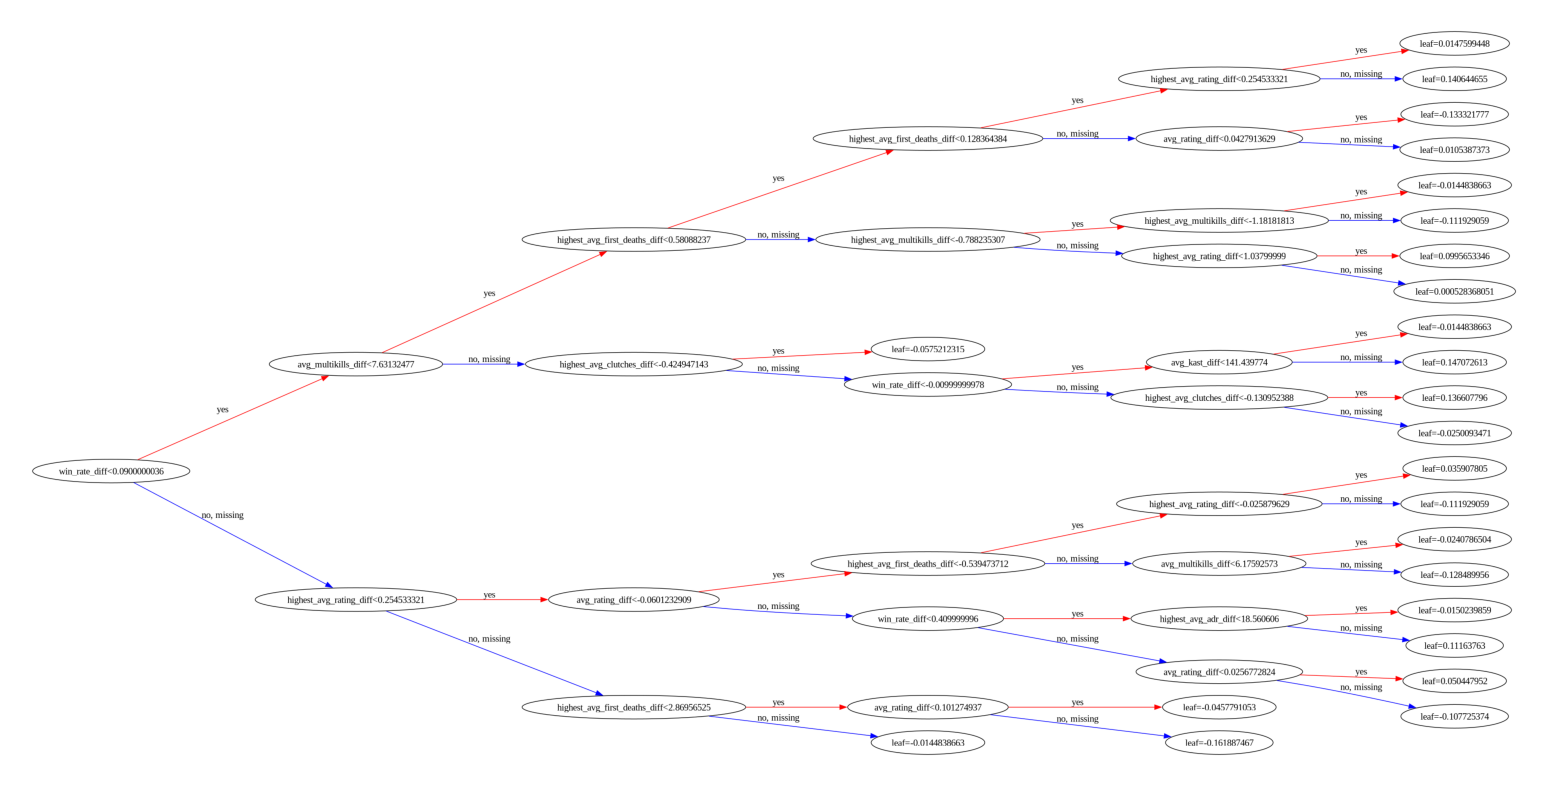 leaf=0.0147599448
yes
highest_avg_rating_diff<0.254533321
no, missing
leaf=0.140644655
yes
leaf=-0.133321777
yes
highest_avg_first_deaths_diff<0.128364384
no, missing
avg_rating_diff<0.0427913629
no, missing
leaf=0.0105387373
yes
leaf=-0.0144838663
yes
highest_avg_multikills_diff<-1.18181813
no, missing
leaf=-0.111929059
yes
highest_avg_first_deaths_diff<0.58088237
no, missing
highest_avg_multikills_diff<-0.788235307
no, missing
highest_avg_rating_diff<1.03799999
yes
leaf=0.0995653346
no, missing
leaf=0.000528368051
yes
leaf=-0.0144838663
yes
leaf=-0.0575212315
yes
avg_multikills_diff<7.63132477
no, missing
highest_avg_clutches_diff<-0.424947143
no, missing
win_rate_diff<-0.00999999978
yes
avg_kast_diff<141.439774
no, missing
leaf=0.147072613
no, missing
highest_avg_clutches_diff<-0.130952388
yes
leaf=0.136607796
no, missing
leaf=-0.0250093471
yes
win_rate_diff<0.0900000036
no, missing
leaf=0.035907805
yes
highest_avg_rating_diff<-0.025879629
no, missing
leaf=-0.111929059
yes
leaf=-0.0240786504
yes
highest_avg_first_deaths_diff<-0.539473712
no, missing
avg_multikills_diff<6.17592573
no, missing
leaf=-0.128489956
yes
highest_avg_rating_diff<0.254533321
yes
avg_rating_diff<-0.0601232909
no, missing
win_rate_diff<0.409999996
yes
highest_avg_adr_diff<18.560606
yes
leaf=-0.0150239859
no, missing
leaf=0.11163763
no, missing
avg_rating_diff<0.0256772824
yes
leaf=0.050447952
no, missing
leaf=-0.107725374
no, missing
highest_avg_first_deaths_diff<2.86956525
yes
avg_rating_diff<0.101274937
yes
leaf=-0.0457791053
no, missing
leaf=-0.0144838663
no, missing
leaf=-0.161887467